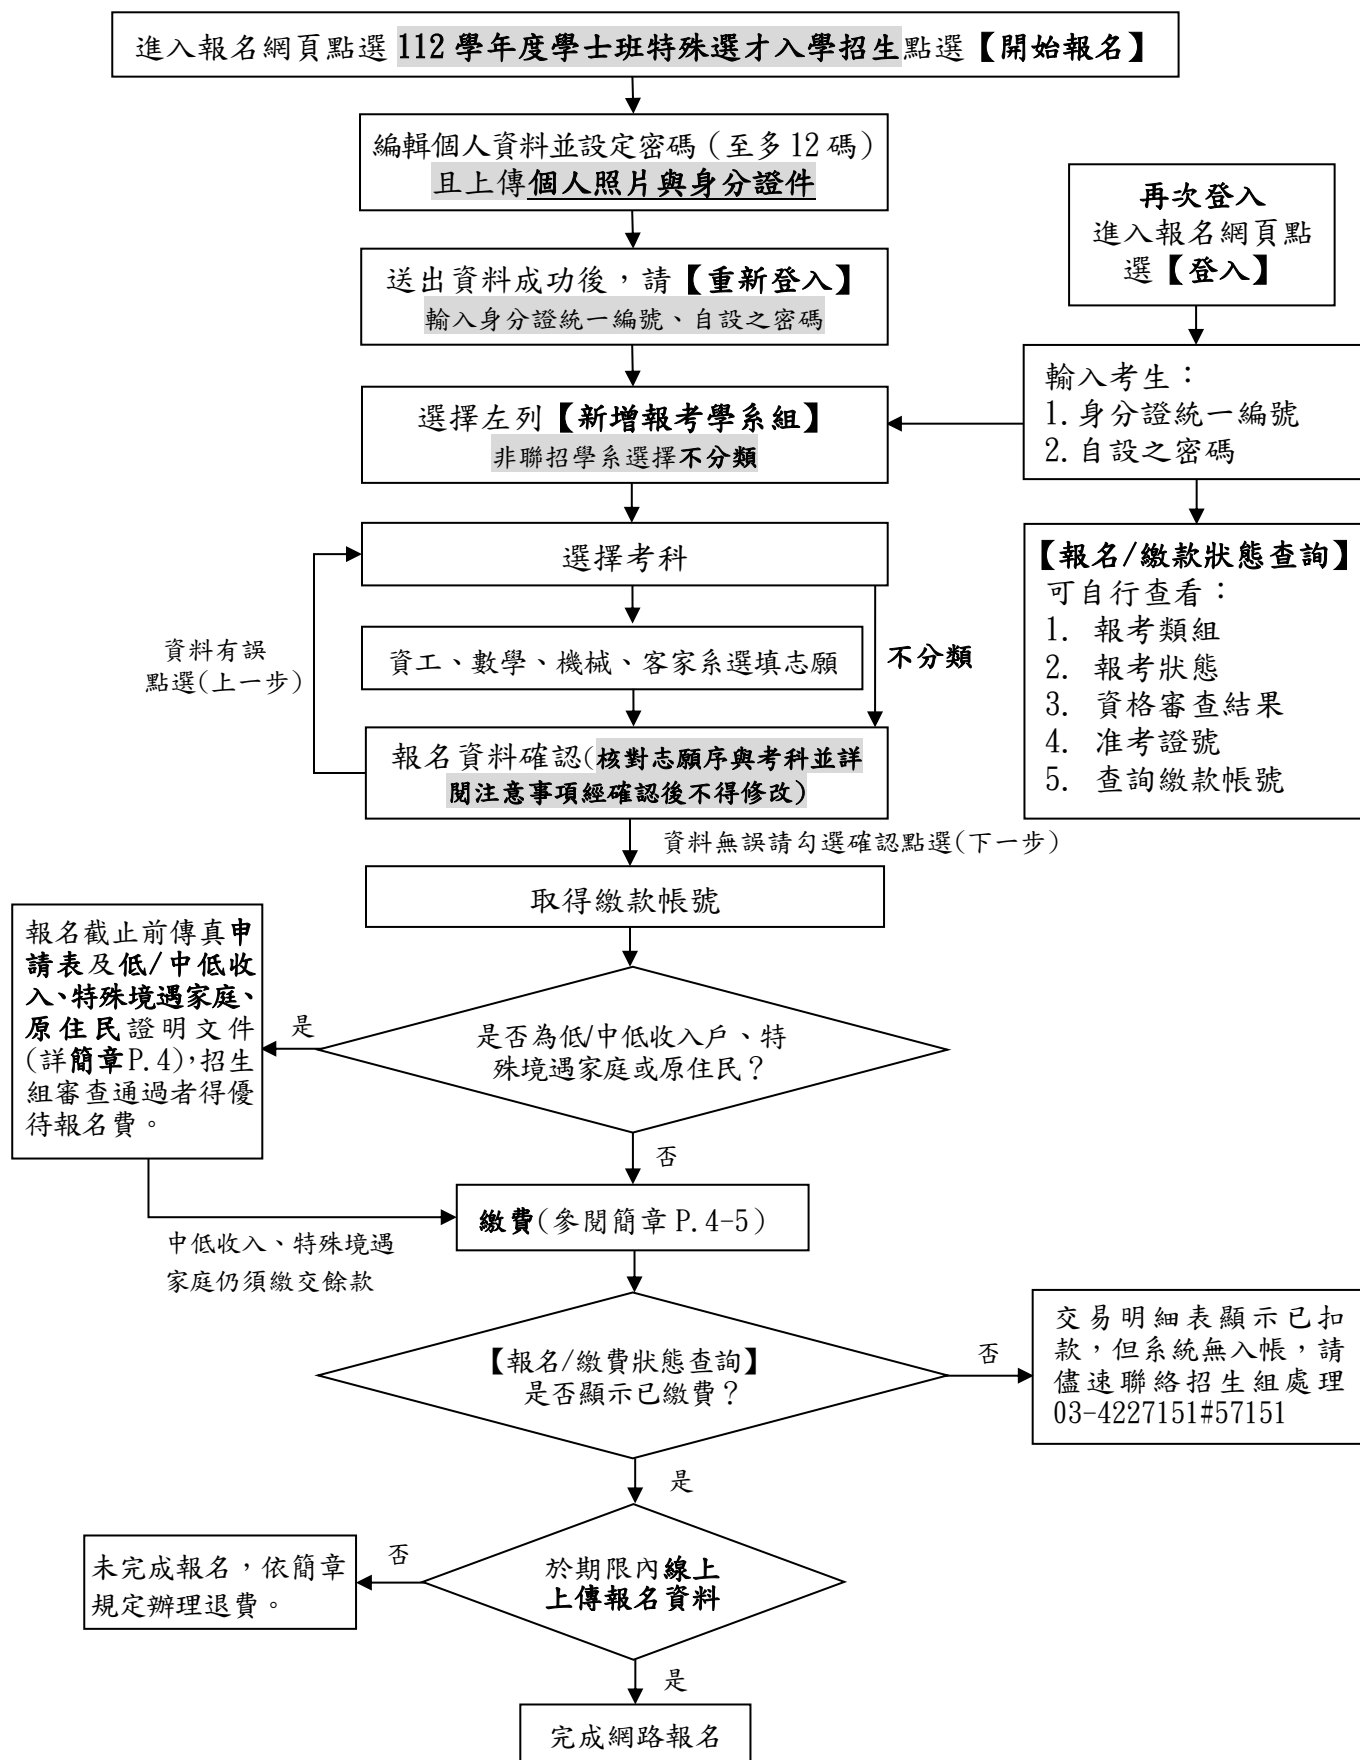 進入報名網頁點選 112 學年度學士班特殊選才入學招生點選【開始報名】
編輯個人資料並設定密碼（至多12碼）
且上傳個人照片與身分證件
再次登入
進入報名網頁點
選【登入】
送出資料成功後，請【重新登入】
輸入身分證統一編號、自設之密碼
輸入考生：
1.身分證統一編號
2.自設之密碼
選擇左列【新增報考學系組】
非聯招學系選擇不分類
選擇考科
【報名/繳款狀態查詢】
可自行查看：
1. 報考類組
2. 報考狀態
3. 資格審查結果
4. 准考證號
5. 查詢繳款帳號
資料有誤
點選(上一步)
資工、數學、機械、客家系選填志願
不分類
報名資料確認(核對志願序與考科並詳
閱注意事項經確認後不得修改)
資料無誤請勾選確認點選(下一步)
取得繳款帳號
報名截止前傳真申
請表及低/中低收
入、特殊境遇家庭、
原住民證明文件
(詳簡章P.4)，招生
組審查通過者得優
待報名費。
是
是否為低/中低收入戶、特
殊境遇家庭或原住民？
否
繳費(參閱簡章 P.4-5)
中低收入、特殊境遇
家庭仍須繳交餘款
【報名/繳費狀態查詢】
是否顯示已繳費？
否
交易明細表顯示已扣
款，但系統無入帳，請
儘速聯絡招生組處理
03-4227151#57151
是
於期限內線上
上傳報名資料
否
未完成報名，依簡章
規定辦理退費。
是
完成網路報名